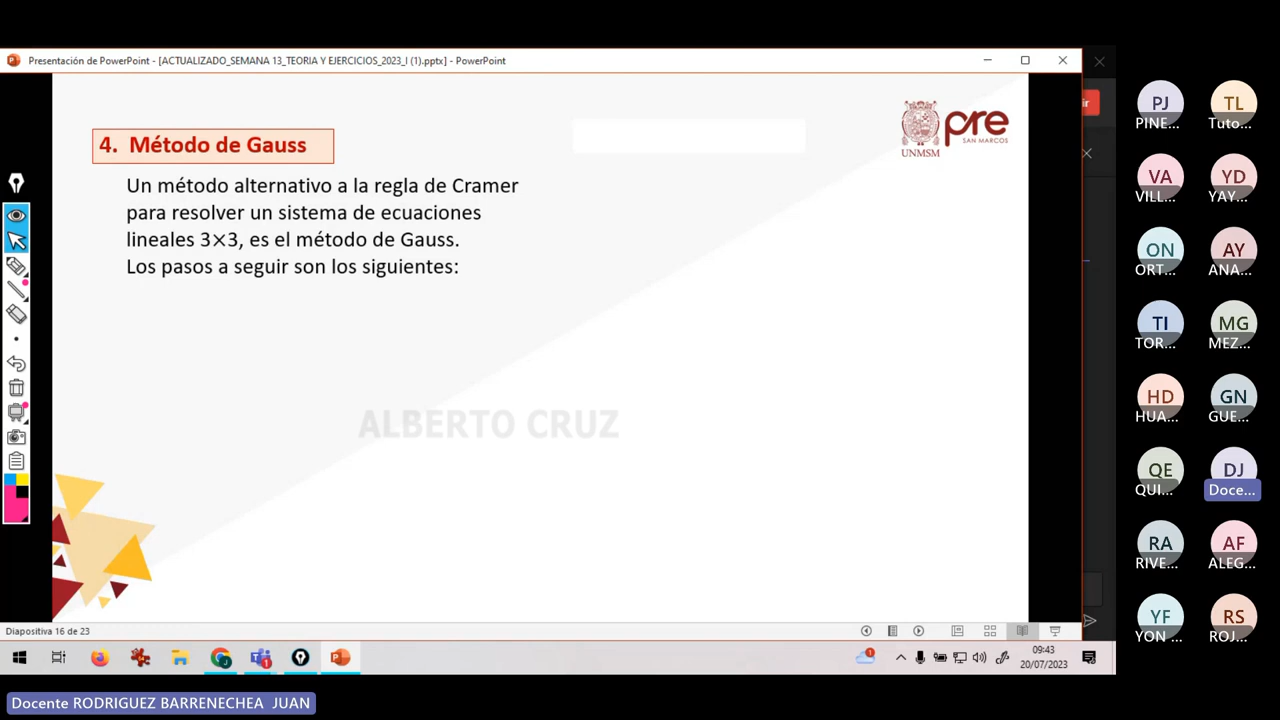 Presentación de PowerPoint - [ACTUALIZADO_SEMANA 13_TEORIA Y EJERCICIOS_2023_I (1).pptx] - PowerPoint
ir
4. Método de Gauss
UNMSM
pre
SAN MARCOS
Un método alternativo a la regla de Cramer
para resolver un sistema de ecuaciones
lineales 3×3, es el método de Gauss.
Los pasos a seguir son los siguientes:
ALBERTO CRUZ
Diapositiva 16 de 23
1
1
09:43
20/07/2023
PJ
PINE...
TL
Tuto...
VA
VILL...
YD
YAY...
ON
ORT...
AY
ANA...
TI
TOR...
MG
MEZ...
HD
HUA...
GN
GUE...
QE
QUI...
DJ
Doce...
RA
RIVE...
AF
ALEG...
YF
YON ...
RS
ROJ...
Docente RODRIGUEZ BARRENECHEA JUAN